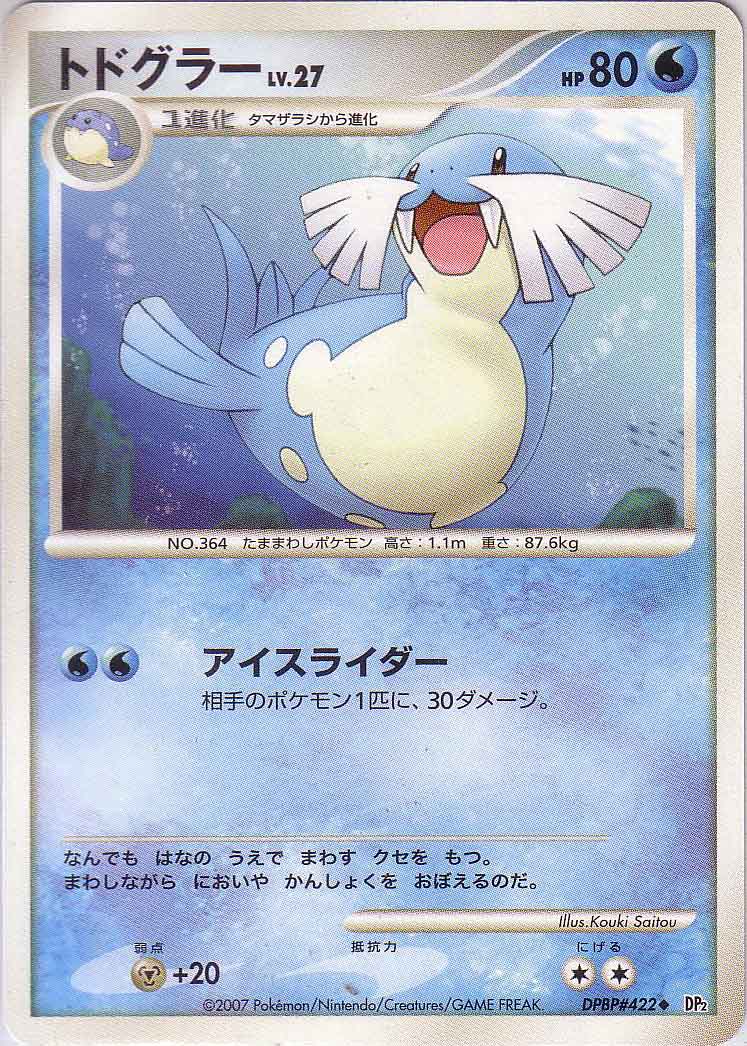 トドグラー LV.27 HP 80
1進化 タマザラシから進化
NO.364 たままわしポケモン 高さ:1.1m 重さ:87.6kg
アイスライダー
相手のポケモン1匹に、30ダメージ。
なんでも はなの うえで まわす クセを もつ。
まわしながら においや かんしょくを おぼえるのだ。
Illus.Kouki Saitou
弱点 抵抗力 にげる
+20
©2007 Pokémon/Nintendo/Creatures/GAME FREAK. DPBP#422◆ DP2